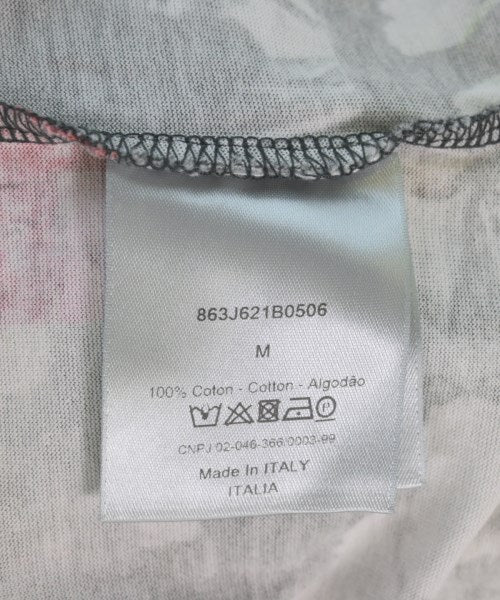 863J621B0506
M
100% Coton - Cotton - Algodão
P
CNPJ 02-046-366/0003-99
Made In ITALY
ITALIA